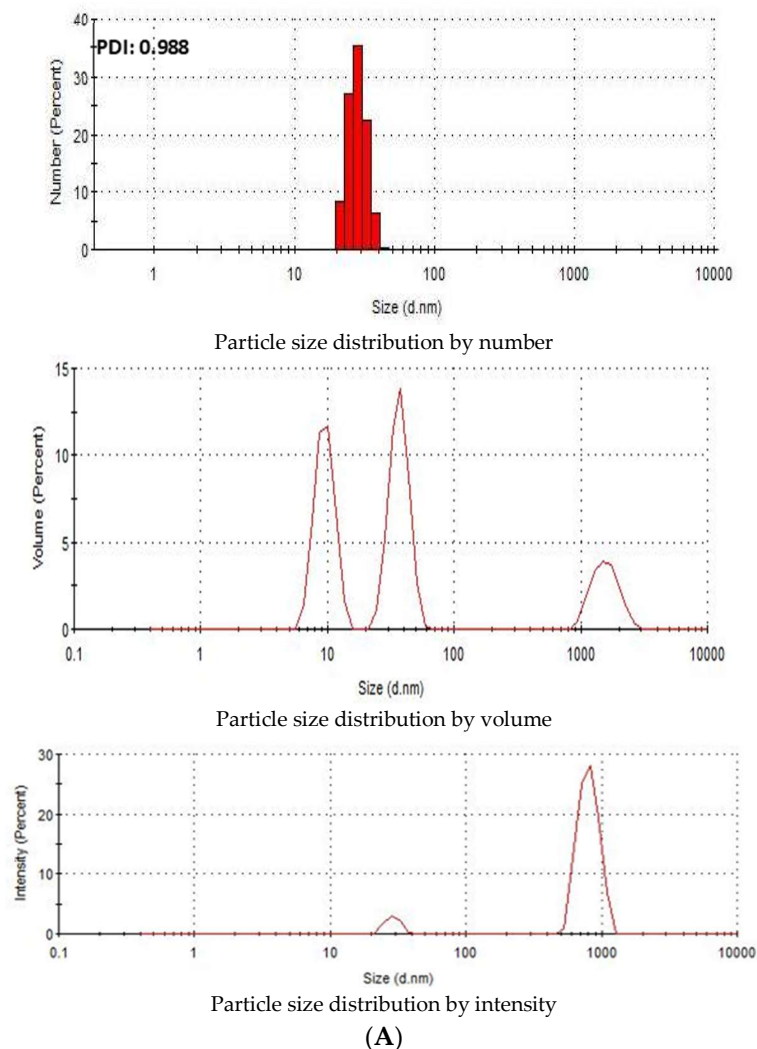 40
PDI: 0.988
30
20
10
0
Number (Percent)
1 10 100 1000 10000
Size (d.nm)
Particle size distribution by number
15
10
5
0
Volume (Percent)
0.1 1 10 100 1000 10000
Size (d.nm)
Particle size distribution by volume
30
20
10
0
Intensity (Percent)
0.1 1 10 100 1000 10000
Size (d.nm)
Particle size distribution by intensity
(A)